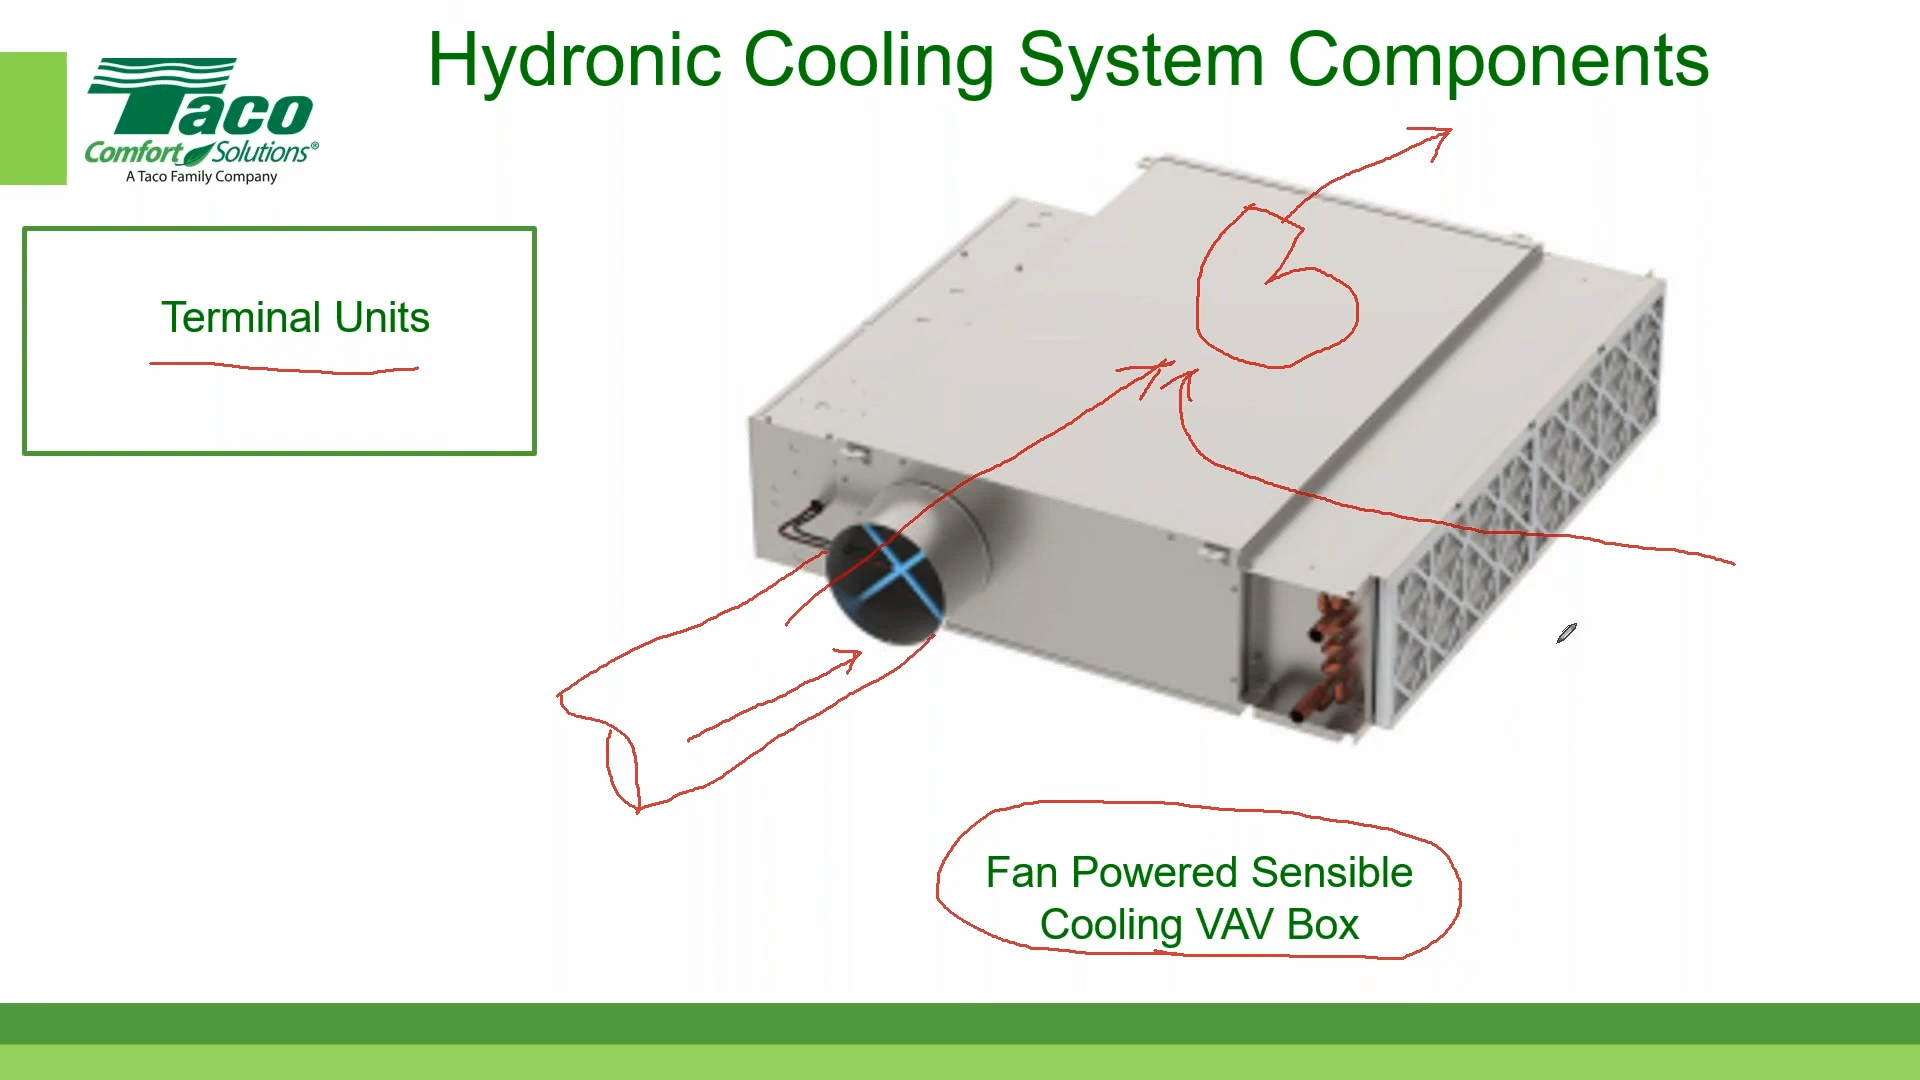 Hydronic Cooling System Components
Taco
Comfort Solutions®
A Taco Family Company
Terminal Units
Fan Powered Sensible
Cooling VAV Box